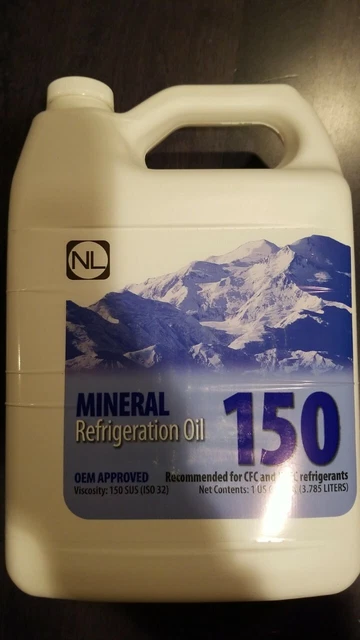 NL
MINERAL
Refrigeration Oil
150
OEM APPROVED Recommended for CFC and refrigerants
Viscosity: 150 SUS (ISO 32) Net Contents: 1 US (3.785 LITERS)